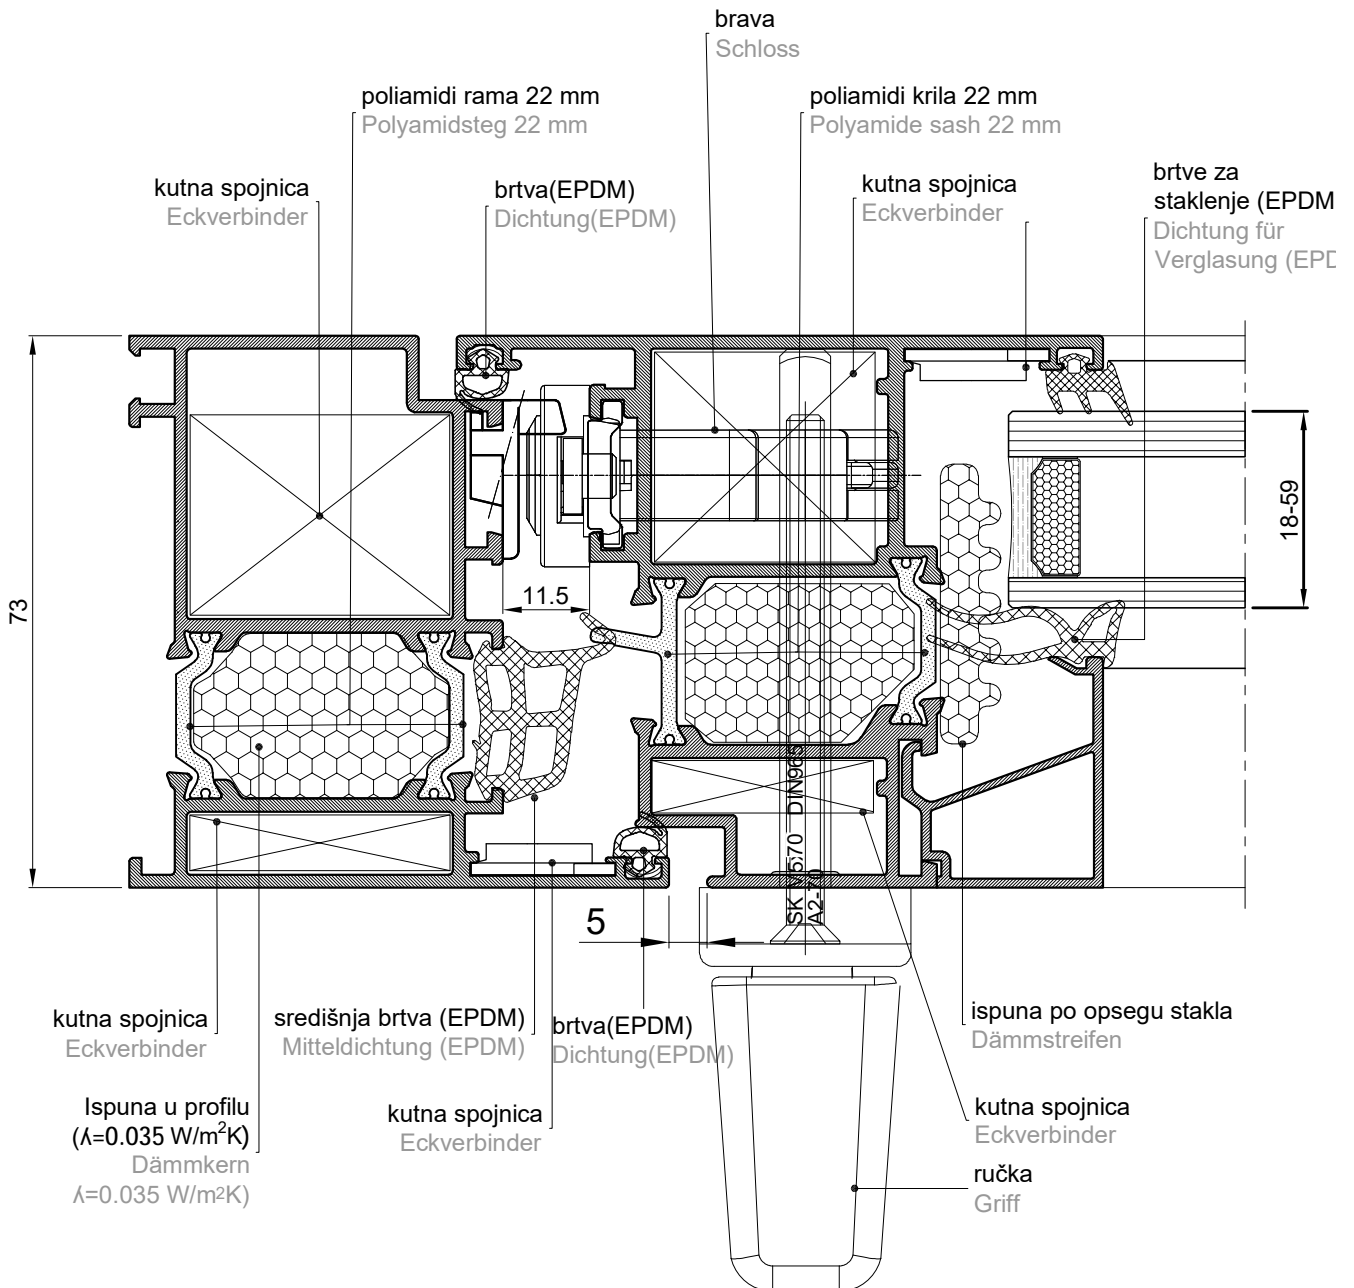 brava
Schloss
poliamidi rama 22 mm
Polyamidsteg 22 mm
poliamidi krila 22 mm
Polyamide sash 22 mm
kutna spojnica
Eckverbinder
brtva(EPDM)
Dichtung(EPDM)
kutna spojnica
Eckverbinder
brtve za
staklenje (EPDM
Dichtung für
Verglasung (EPD
73
11.5
18-59
5
SK M5x70 DIN965
A2-70
kutna spojnica
Eckverbinder
središnja brtva (EPDM)
Mitteldichtung (EPDM)
brtva(EPDM)
Dichtung(EPDM)
ispuna po opsegu stakla
Dämmstreifen
Ispuna u profilu
(ʎ=0.035 W/m²K)
Dämmkern
ʎ=0.035 W/m²K)
kutna spojnica
Eckverbinder
kutna spojnica
Eckverbinder
ručka
Griff